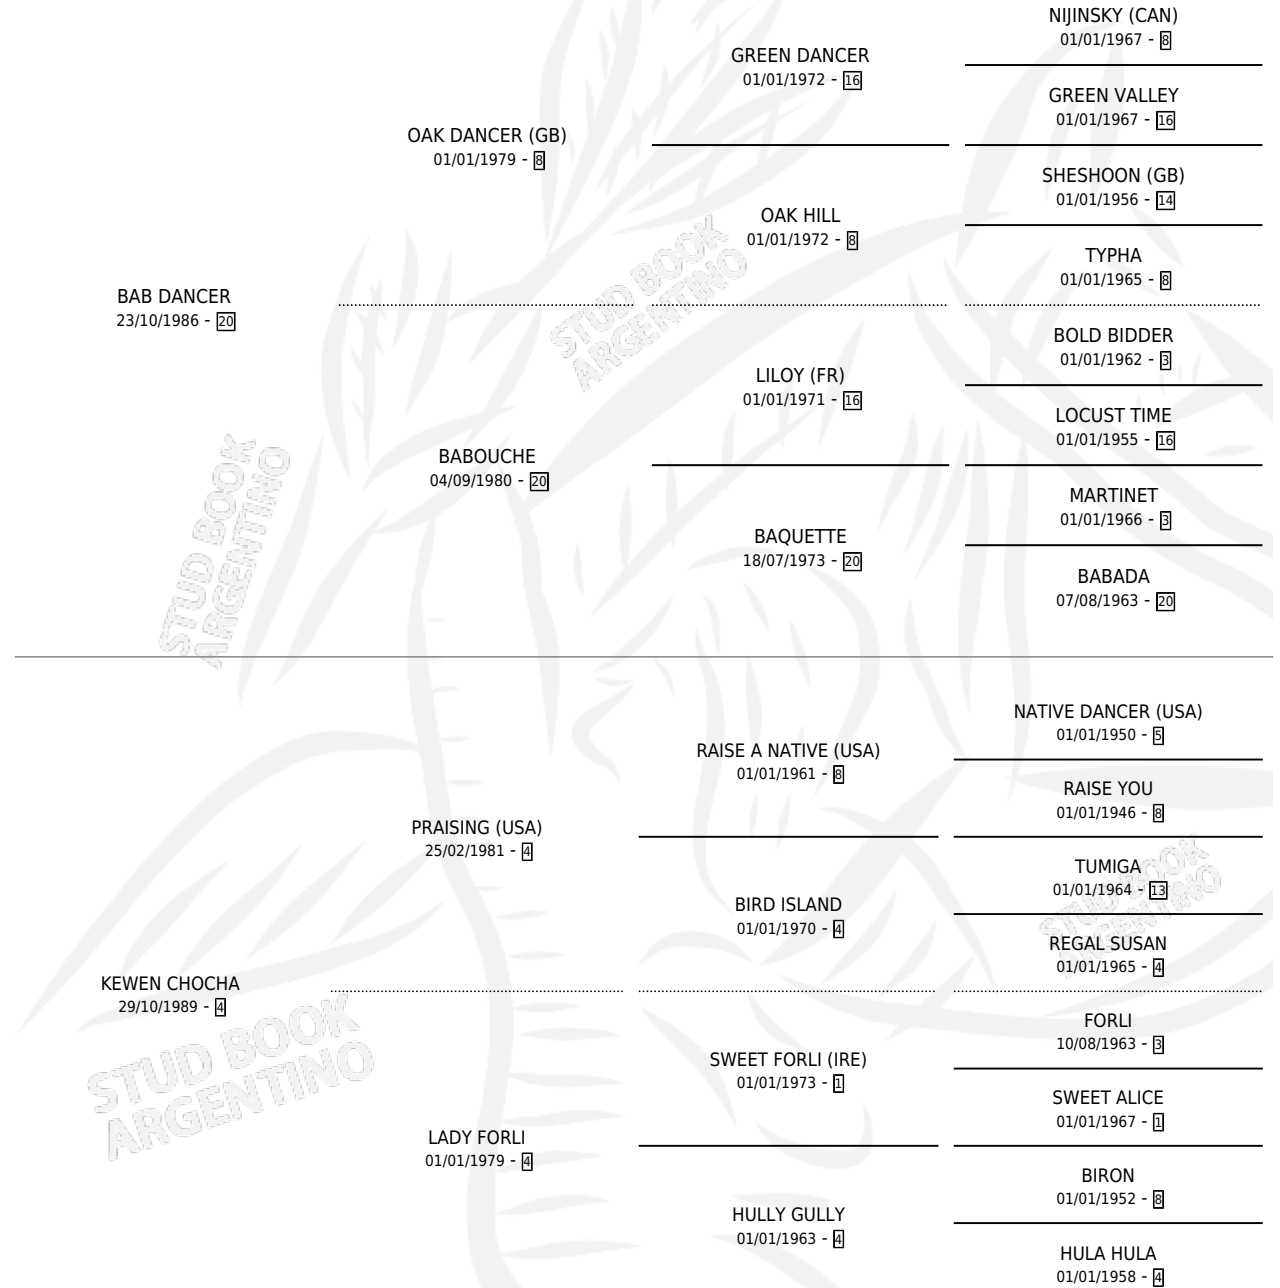 NIJINSKY (CAN)
01/01/1967 - 8
GREEN DANCER
01/01/1972 - 16
GREEN VALLEY
01/01/1967 - 16
OAK DANCER (GB)
01/01/1979 - 8
SHESHOON (GB)
01/01/1956 - 14
OAK HILL
01/01/1972 - 8
TYPHA
01/01/1965 - 8
BAB DANCER
23/10/1986 - 20
BOLD BIDDER
01/01/1962 - 3
LILOY (FR)
01/01/1971 - 16
LOCUST TIME
01/01/1955 - 16
BABOUCHE
04/09/1980 - 20
MARTINET
01/01/1966 - 3
BAQUETTE
18/07/1973 - 20
BABADA
07/08/1963 - 20
STUD BOOK
ARGENTINO
STUD BOOK
ARGENTINO
NATIVE DANCER (USA)
01/01/1950 - 5
RAISE A NATIVE (USA)
01/01/1961 - 8
RAISE YOU
01/01/1946 - 8
PRAISING (USA)
25/02/1981 - 4
TUMIGA
01/01/1964 - 13
BIRD ISLAND
01/01/1970 - 4
REGAL SUSAN
01/01/1965 - 4
KEWEN CHOCHA
29/10/1989 - 4
FORLI
10/08/1963 - 3
SWEET FORLI (IRE)
01/01/1973 - 1
SWEET ALICE
01/01/1967 - 1
LADY FORLI
01/01/1979 - 4
BIRON
01/01/1952 - 8
HULLY GULLY
01/01/1963 - 4
HULA HULA
01/01/1958 - 4
STUD BOOK
ARGENTINO
STUD BOOK
ARGENTINO